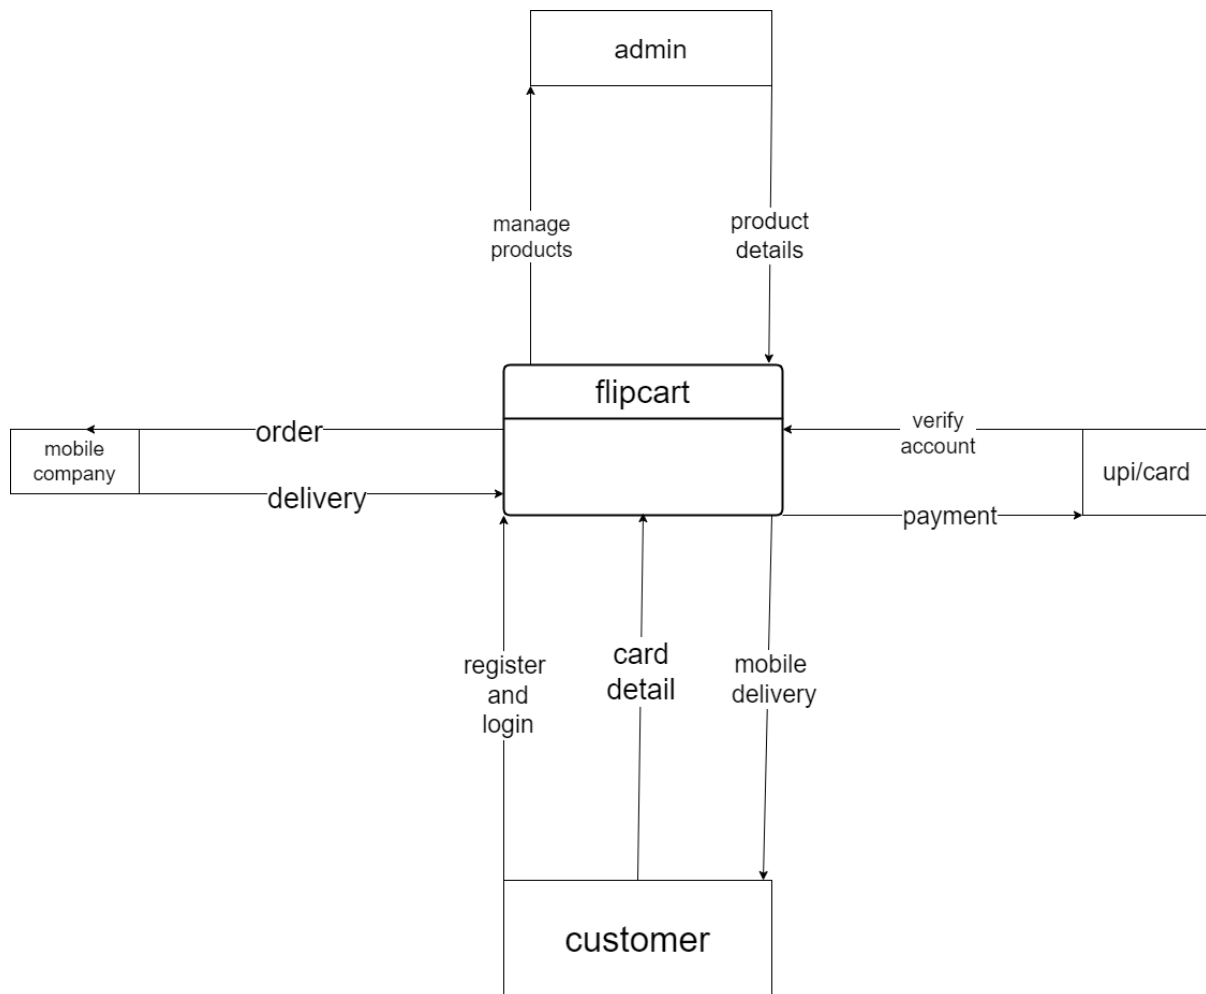 admin
manage
products
product
details
flipcart
order
verify
account
mobile
company
upi/card
delivery
payment
register
and
login
card
detail
mobile
delivery
customer